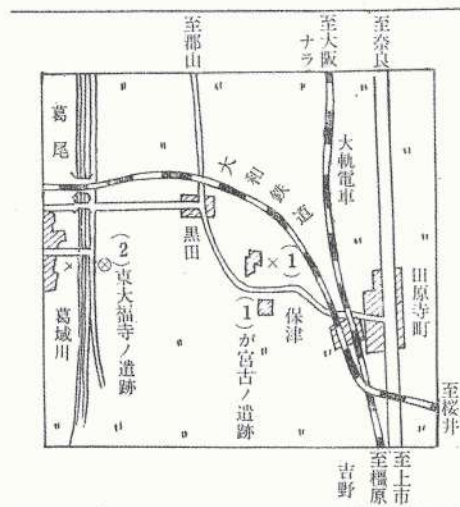 至奈良
至大阪
ナラ
至郡山
葛尾
大和鉄道
大軌電車
黒田
(1)
×
田原寺町
保津
(1)が宮古ノ遺跡
(2)東大福寺ノ遺跡
葛域川
至桜井
至上市
至橿原
吉野